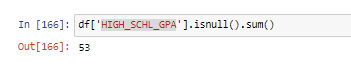 In [166]: df['HIGH_SCHL_GPA'].isnull().sum()
Out[166]: 53